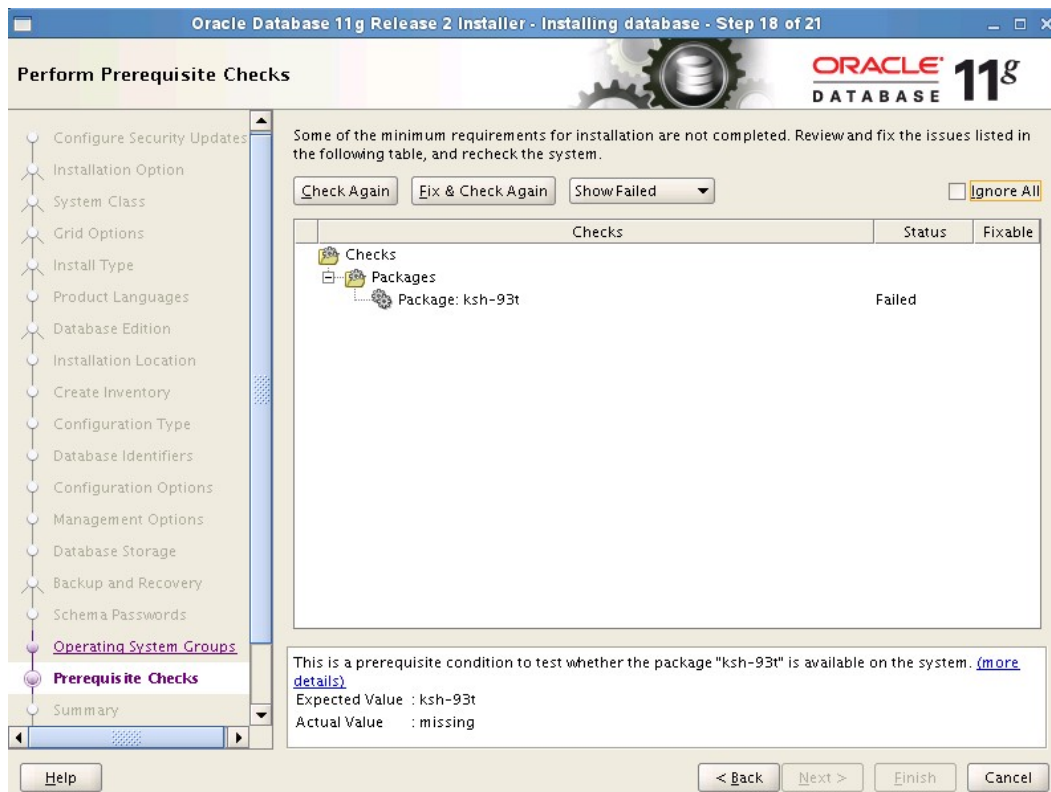 Oracle Database 11g Release 2 Installer - Installing database - Step 18 of 21
Perform Prerequisite Checks
ORACLE
DATABASE
11g
Configure Security Updates
Installation Option
System Class
Grid Options
Install Type
Product Languages
Database Edition
Installation Location
Create Inventory
Configuration Type
Database Identifiers
Configuration Options
Management Options
Database Storage
Backup and Recovery
Schema Passwords
Operating System Groups
Prerequisite Checks
Summary
Some of the minimum requirements for installation are not completed. Review and fix the issues listed in
the following table, and recheck the system.
Check Again Fix & Check Again Show Failed Ignore All
Checks Status Fixable
Checks
Packages
Package: ksh-93t Failed
This is a prerequisite condition to test whether the package "ksh-93t" is available on the system. (more
details)
Expected Value : ksh-93t
Actual Value : missing
Help < Back Next > Finish Cancel